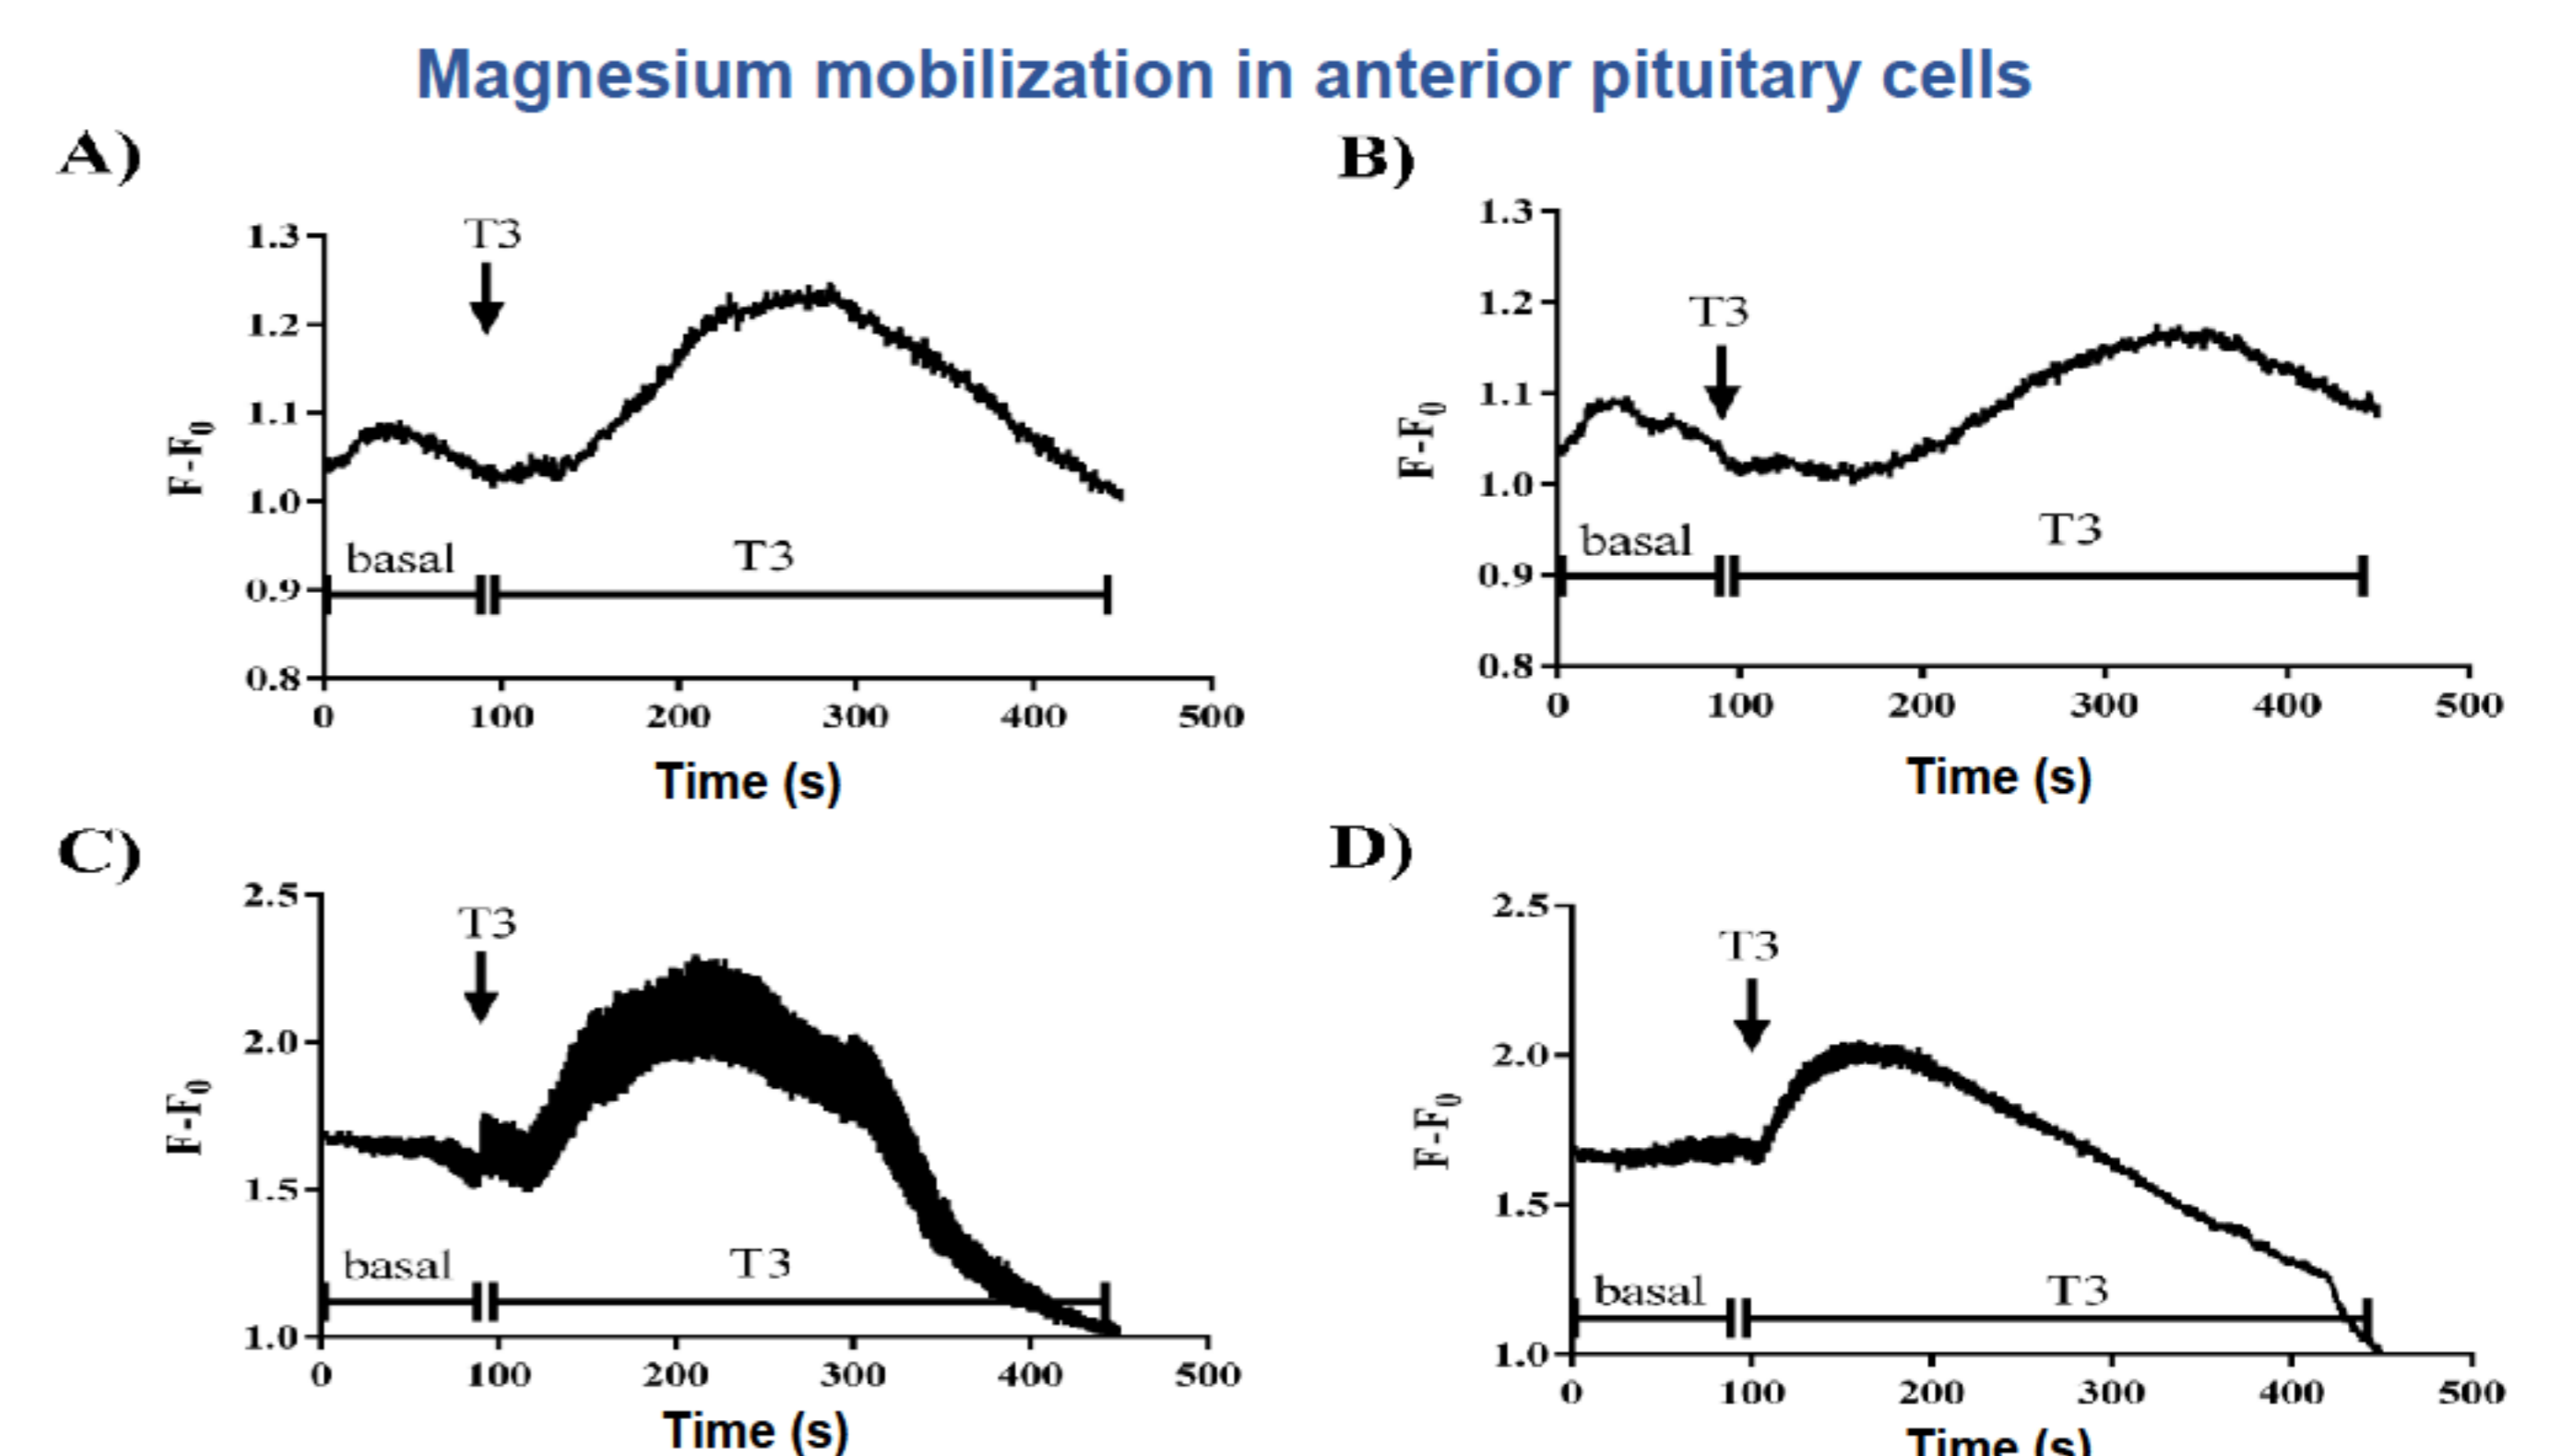 Magnesium mobilization in anterior pituitary cells
A)
1.3
1.2
1.1
1.0
0.9
0.8
F-F0
T3
basal
T3
0 100 200 300 400 500
Time (s)
B)
1.3
1.2
1.1
1.0
0.9
0.8
F-F0
T3
basal
T3
0 100 200 300 400 500
Time (s)
C)
2.5
2.0
1.5
1.0
F-F0
T3
basal
T3
0 100 200 300 400 500
Time (s)
D)
2.5
2.0
1.5
1.0
F-F0
T3
basal
T3
0 100 200 300 400 500
Time (s)